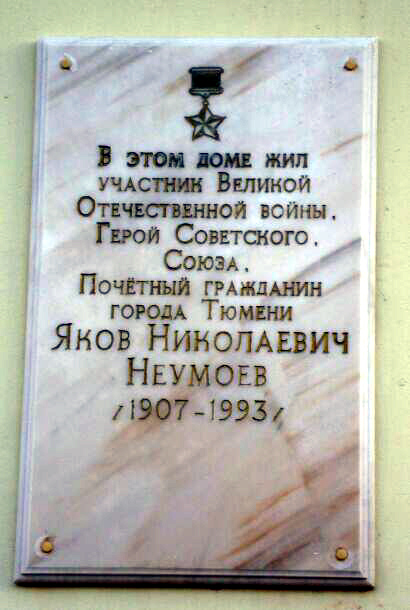 В этом доме жил
участник Великой
Отечественной войны,
Герой Советского,
Союза,
Почётный гражданин
города Тюмени
Яков Николаевич
Неумоев
/1907-1993/